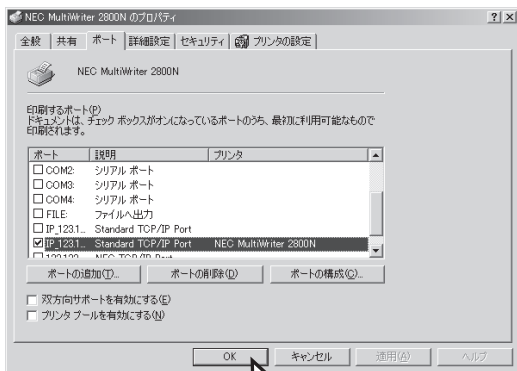 NEC MultiWriter 2800N のプロパティ
全般 共有 ポート 詳細設定 セキュリティ プリンタの設定
NEC MultiWriter 2800N
印刷するポート(P)
ドキュメントは、チェック ボックスがオンになっているポートのうち、最初に利用可能なもので
印刷されます。
ポート 説明 プリンタ
COM2: シリアル ポート
COM3: シリアル ポート
COM4: シリアル ポート
FILE: ファイルへ出力
IP_123.1... Standard TCP/IP Port
IP_123.1... Standard TCP/IP Port NEC MultiWriter 2800N
ポートの追加(T)... ポートの削除(D) ポートの構成(C)...
双方向サポートを有効にする(E)
プリンタ プールを有効にする(N)
OK キャンセル 適用(A) ヘルプ